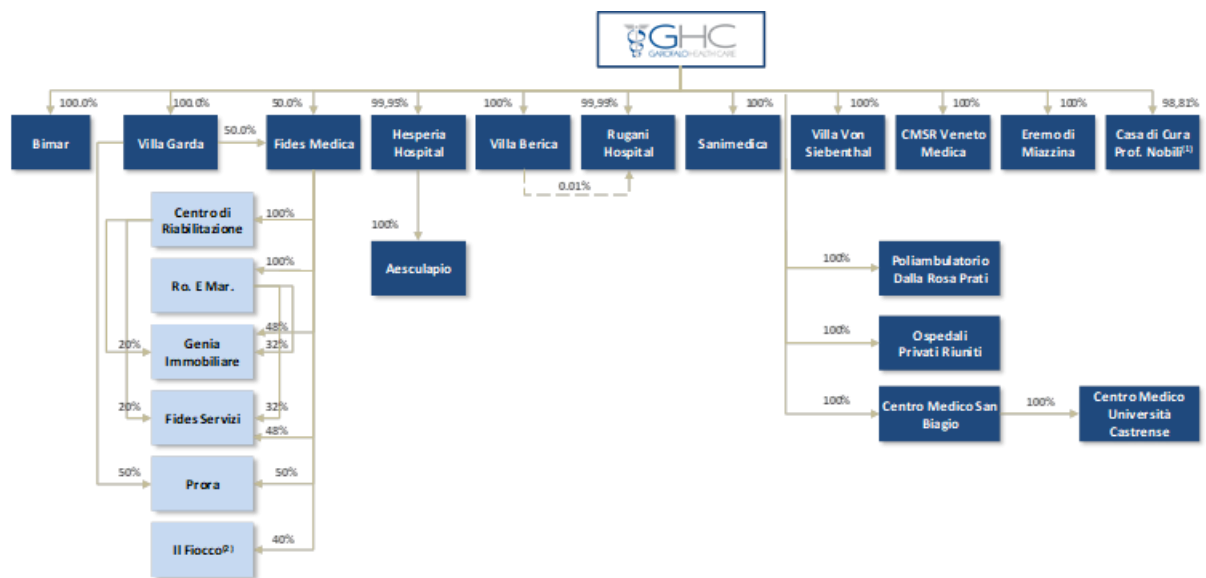 GHC
GAROFALO HEALTH CARE
100.0%
100.0%
50.0%
99,95%
100%
99,99%
100%
100%
100%
100%
98,81%
Bimar
Villa Garda
50.0%
Fides Medica
Hesperia
Hospital
Villa Berica
Rugani
Hospital
Sanimedica
Villa Von
Siebenthal
CMSR Veneto
Medica
Eremo di
Miazzina
Casa di Cura
Prof. Nobili(1)
0.01%
Centro di
Riabilitazione
100%
100%
Aesculapio
100%
Ro. E Mar.
100%
Poliambulatorio
Dalla Rosa Prati
48%
20%
Genia
Immobiliare
32%
100%
Ospedali
Privati Riuniti
20%
Fides Servizi
32%
48%
100%
Centro Medico San
Biagio
100%
Centro Medico
Università
Castrense
50%
Prora
50%
Il Fiocco(2)
40%